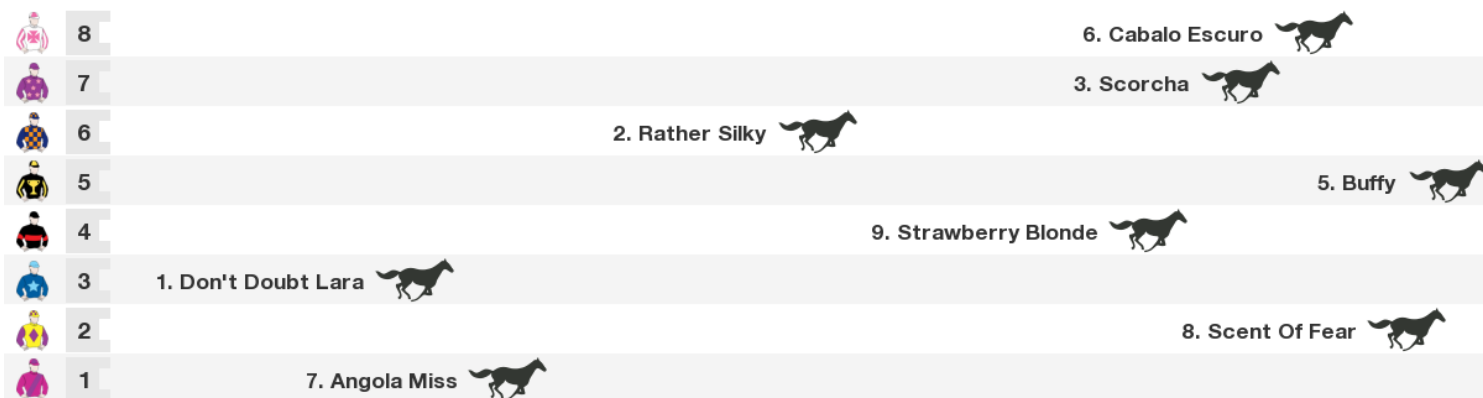 8 6. Cabalo Escuro
7 3. Scorcha
6 2. Rather Silky
5 5. Buffy
4 9. Strawberry Blonde
3 1. Don't Doubt Lara
2 8. Scent Of Fear
1 7. Angola Miss